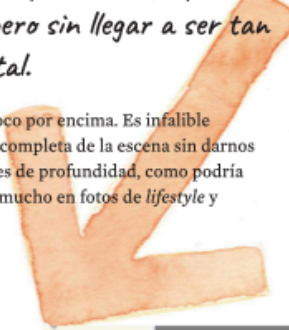 ero sin llegar a ser tan
tal.
oco por encima. Es infalible
completa de la escena sin darnos
es de profundidad, como podría
mucho en fotos de lifestyle y